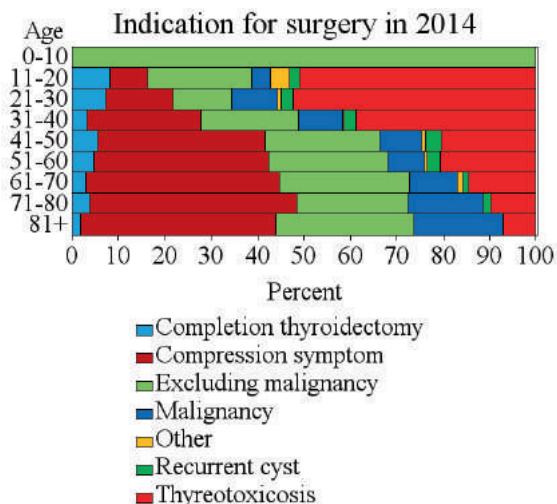 Indication for surgery in 2014
Age
0-10
11-20
21-30
31-40
41-50
51-60
61-70
71-80
81+
0 10 20 30 40 50 60 70 80 90 100
Percent
Completion thyroidectomy
Compression symptom
Excluding malignancy
Malignancy
Other
Recurrent cyst
Thyreotoxicosis